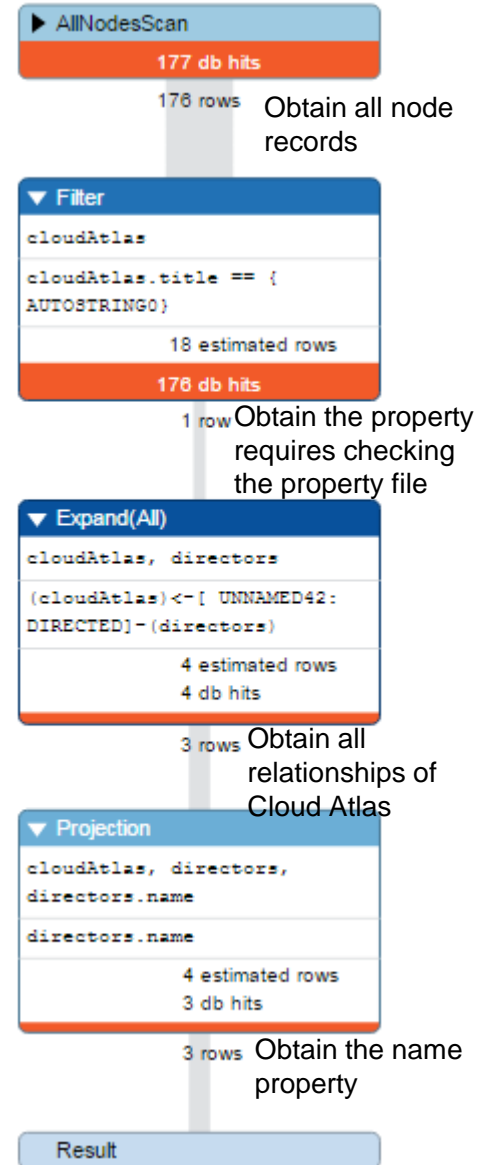 AllNodesScan
177 db hits
176 rows
Obtain all node
records
Filter
cloudAtlas
cloudAtlas.title == {
AUTOSTRING0}
18 estimated rows
176 db hits
1 row
Obtain the property
requires checking
the property file
Expand(All)
cloudAtlas, directors
(cloudAtlas)<-[ UNNAMED42:
DIRECTED]-(directors)
4 estimated rows
4 db hits
3 rows
Obtain all
relationships of
Cloud Atlas
Projection
cloudAtlas, directors,
directors.name
directors.name
4 estimated rows
3 db hits
3 rows
Obtain the name
property
Result